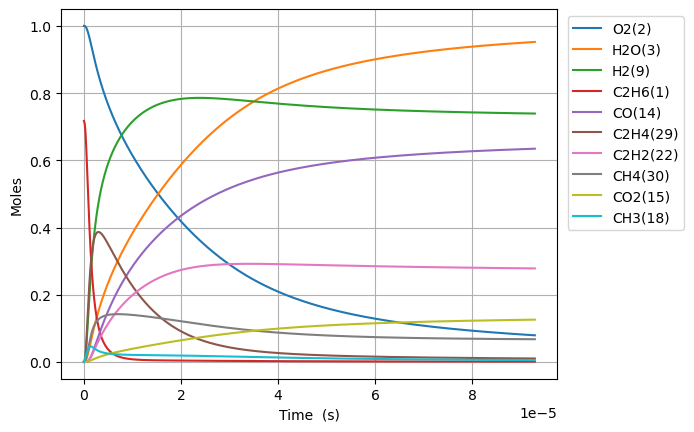 1.0
0.8
0.6
0.4
0.2
0.0
Moles
0
2
4
6
8
1e−5
Time  (s)
O2(2)
H2O(3)
H2(9)
C2H6(1)
CO(14)
C2H4(29)
C2H2(22)
CH4(30)
CO2(15)
CH3(18)